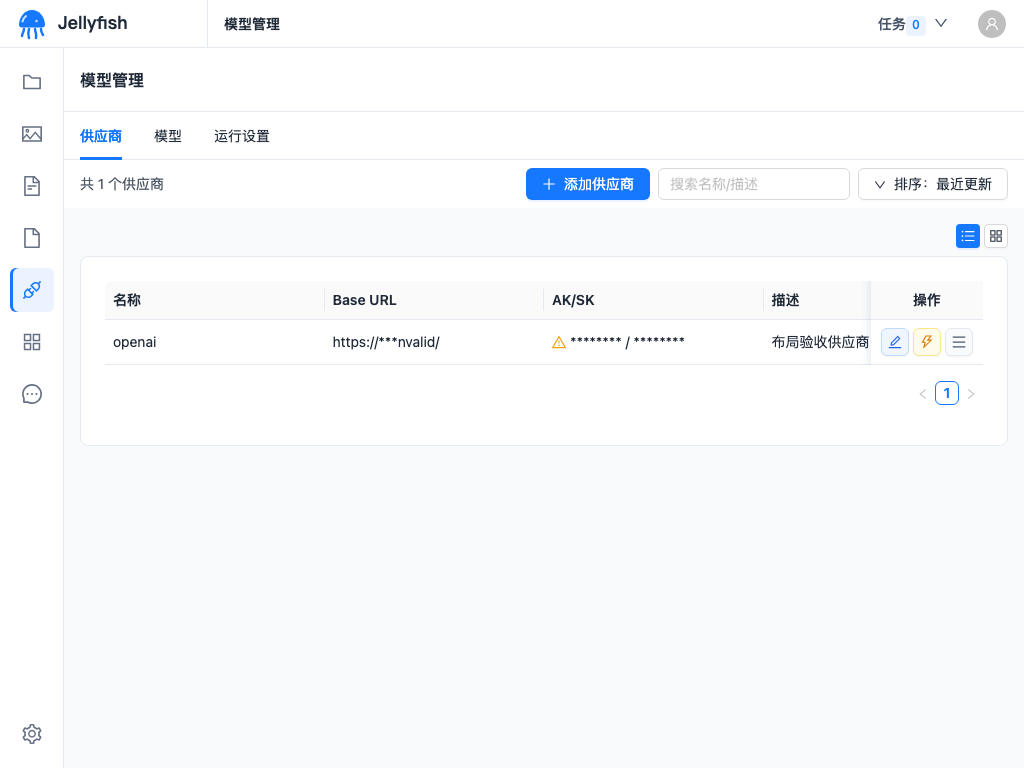 Jellyfish
模型管理
任务 0
模型管理
供应商 模型 运行设置
共 1 个供应商
添加供应商
搜索名称/描述
排序： 最近更新
名称 Base URL AK/SK 描述 操作
openai https://***nvalid/ ******** / ******** 布局验收供应商
1